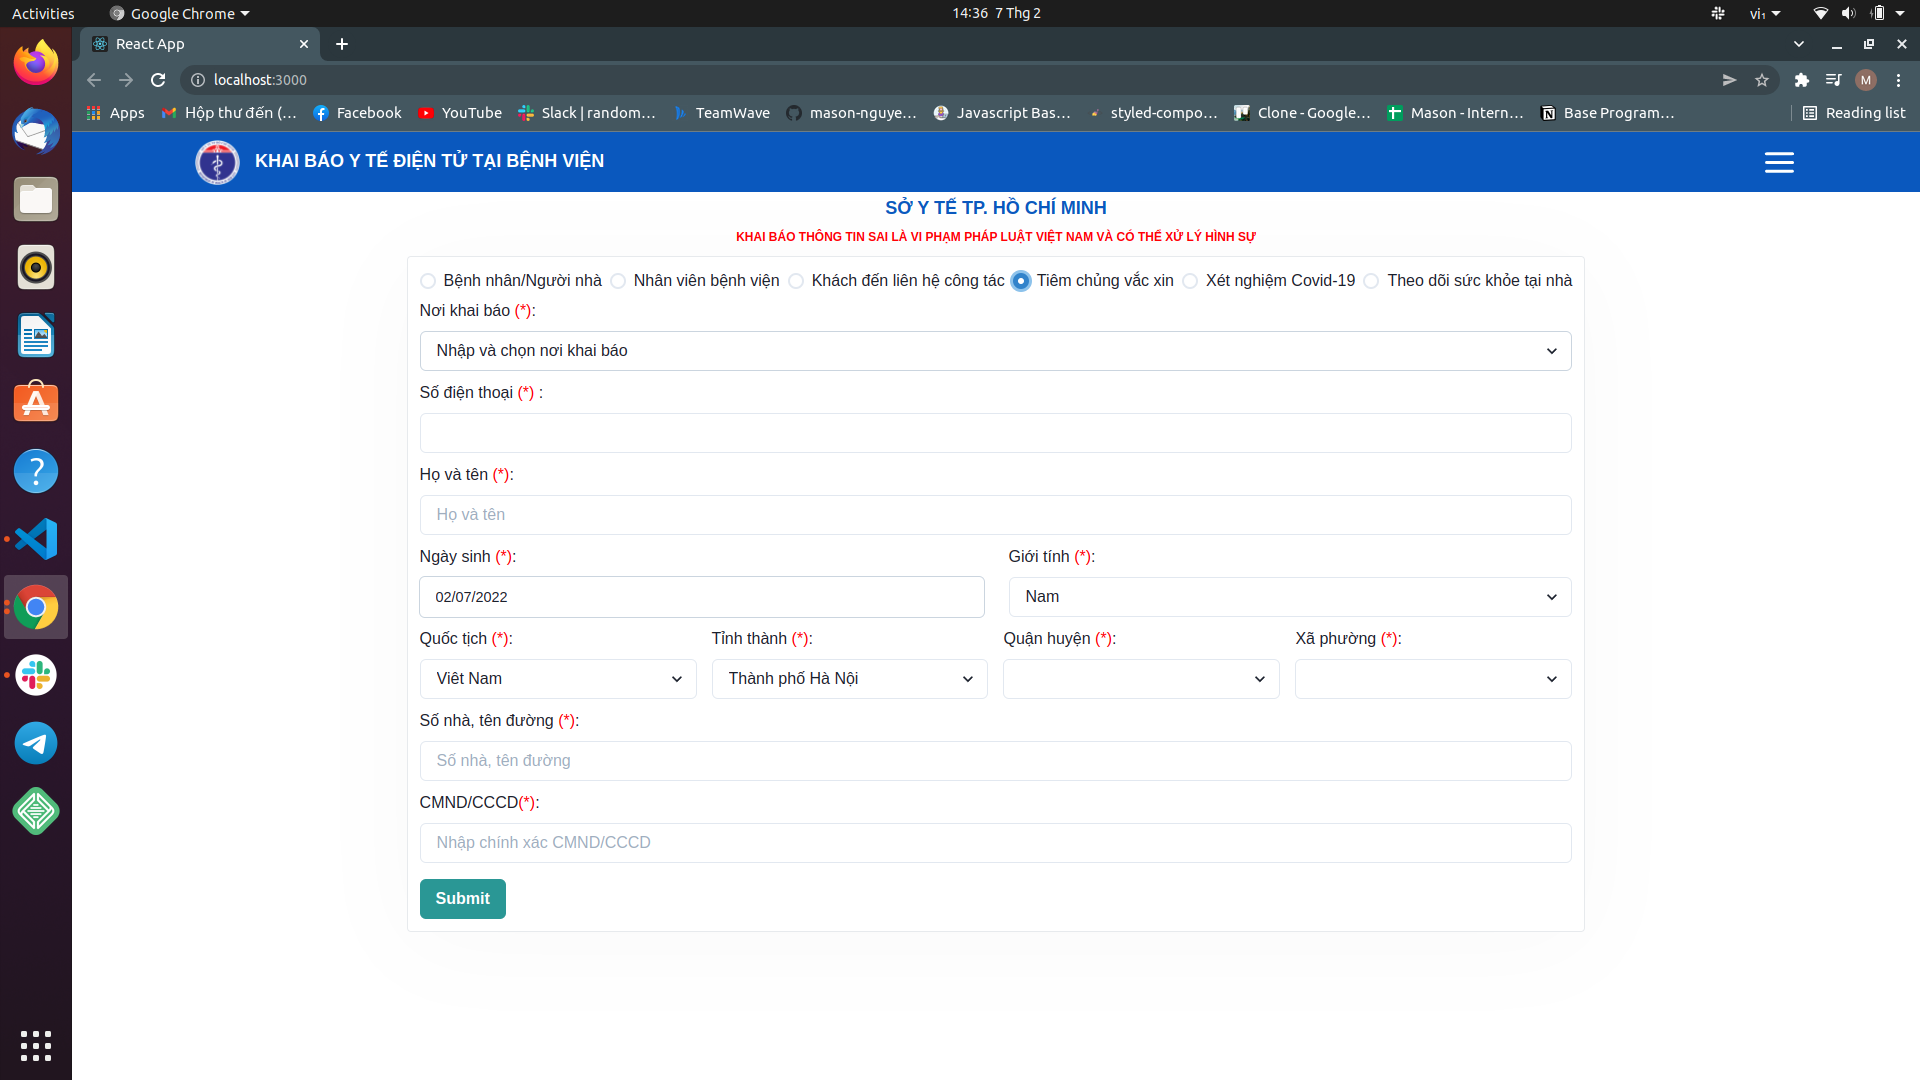 Activities Google Chrome 14:36 7 Thg 2 vi₁
React App
localhost:3000
Apps Hộp thư đến (... Facebook YouTube Slack | random... TeamWave mason-nguye... Javascript Bas... styled-compo... Clone - Google... Mason - Intern... Base Program... Reading list
M
KHAI BÁO Y TẾ ĐIỆN TỬ TẠI BỆNH VIỆN
SỞ Y TẾ TP. HỒ CHÍ MINH
KHAI BÁO THÔNG TIN SAI LÀ VI PHẠM PHÁP LUẬT VIỆT NAM VÀ CÓ THỂ XỬ LÝ HÌNH SỰ
Bệnh nhân/Người nhà Nhân viên bệnh viện Khách đến liên hệ công tác Tiêm chủng vắc xin Xét nghiệm Covid-19 Theo dõi sức khỏe tại nhà
Nơi khai báo (*):
Nhập và chọn nơi khai báo
Số điện thoại (*) :
Họ và tên (*):
Họ và tên
Ngày sinh (*): Giới tính (*):
02/07/2022 Nam
Quốc tịch (*): Tỉnh thành (*): Quận huyện (*): Xã phường (*):
Viêt Nam Thành phố Hà Nội
Số nhà, tên đường (*):
Số nhà, tên đường
CMND/CCCD(*):
Nhập chính xác CMND/CCCD
Submit